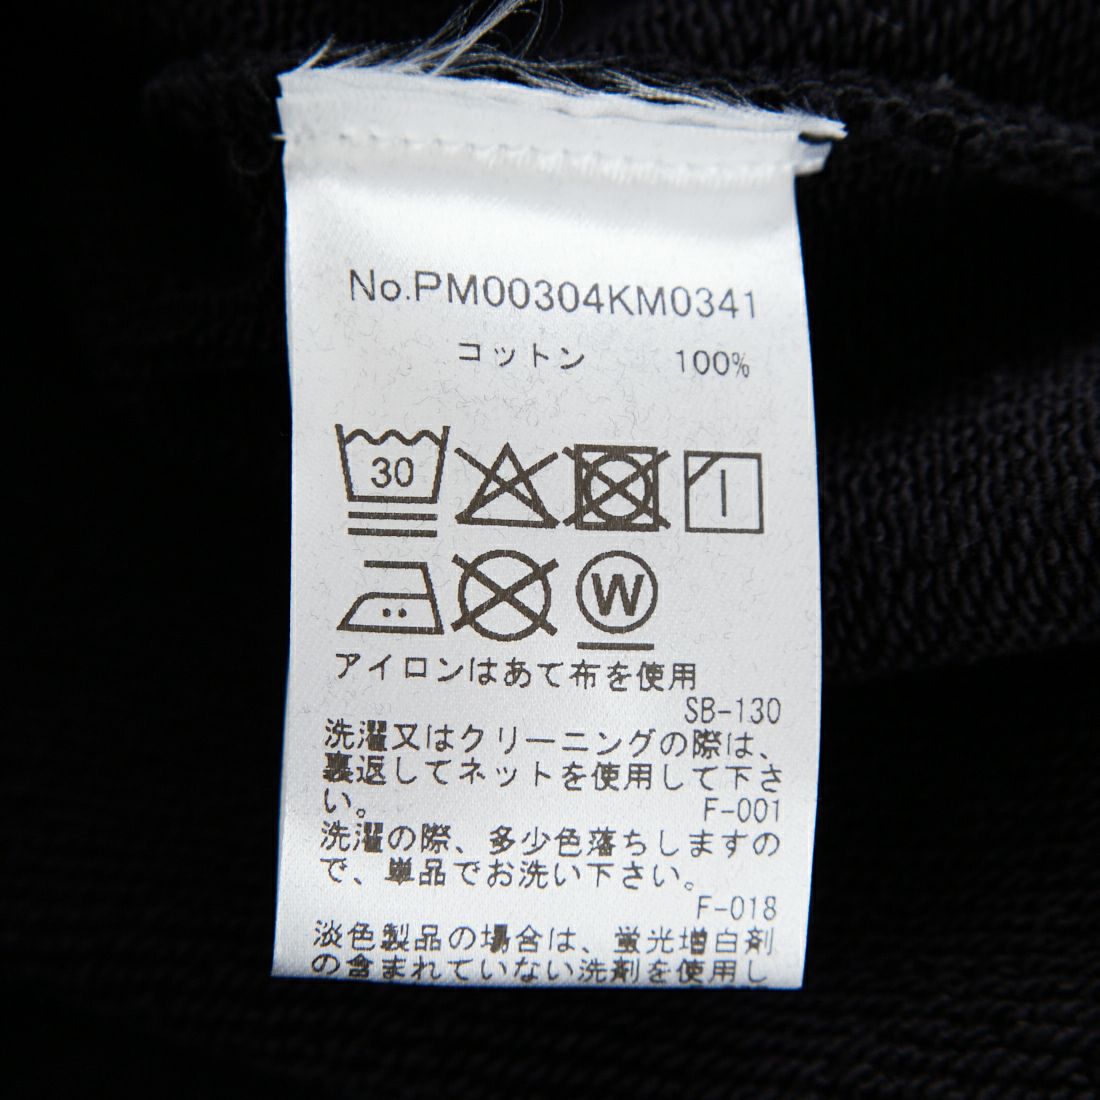 No.PM00304KM0341
コットン 100%
30
W
アイロンはあて布を使用
SB-130
洗濯又はクリーニングの際は、
裏返してネットを使用して下さ
い。
F-001
洗濯の際、多少色落ちしますの
で、単品でお洗い下さい。
F-018
淡色製品の場合は、蛍光増白剤
の含まれていない洗剤を使用し